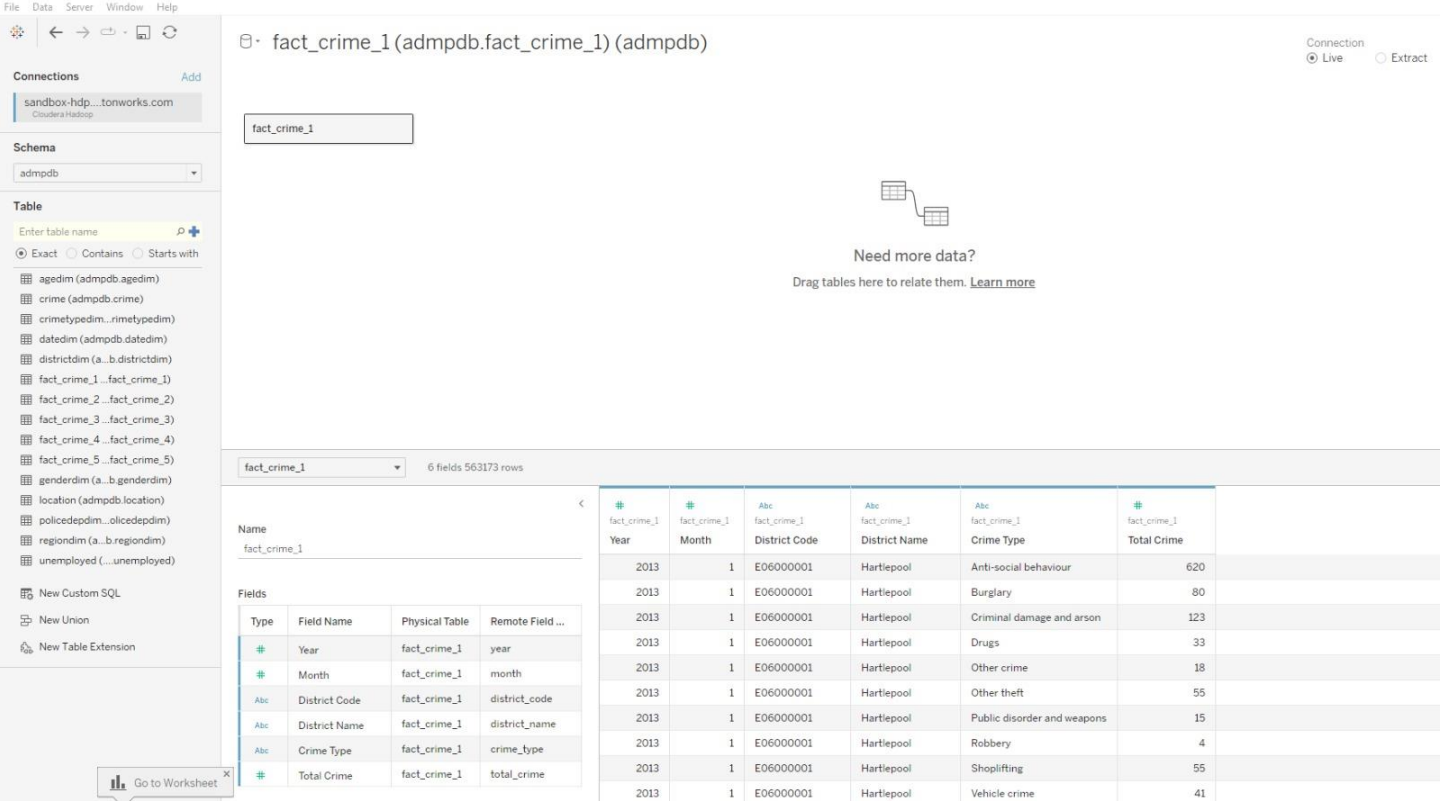 File Data Server Window Help
fact_crime_1 (admpdb.fact_crime_1) (admpdb)
Connection
Live Extract
Connections Add
sandbox-hdp....tonworks.com
Cloudera Hadoop
Schema
admpdb
Table
Enter table name
Exact Contains Starts with
agedim (admpdb.agedim)
crime (admpdb.crime)
crimetypedim...rimetypedim)
datedim (admpdb.datedim)
districtdim (a...b.districtdim)
fact_crime_1 ...fact_crime_1)
fact_crime_2 ...fact_crime_2)
fact_crime_3 ...fact_crime_3)
fact_crime_4 ...fact_crime_4)
fact_crime_5 ...fact_crime_5)
genderdim (a...b.genderdim)
location (admpdb.location)
policedepdim...olicedepdim)
regiondim (a...b.regiondim)
unemployed (....unemployed)
New Custom SQL
New Union
New Table Extension
Go to Worksheet
fact_crime_1
Need more data?
Drag tables here to relate them. Learn more
fact_crime_1 6 fields 563173 rows
Name
fact_crime_1
Fields
Type Field Name Physical Table Remote Field ...
# Year fact_crime_1 year
# Month fact_crime_1 month
Abc District Code fact_crime_1 district_code
Abc District Name fact_crime_1 district_name
Abc Crime Type fact_crime_1 crime_type
# Total Crime fact_crime_1 total_crime
# # Abc Abc Abc #
fact_crime_1 fact_crime_1 fact_crime_1 fact_crime_1 fact_crime_1 fact_crime_1
Year Month District Code District Name Crime Type Total Crime
2013 1 E06000001 Hartlepool Anti-social behaviour 620
2013 1 E06000001 Hartlepool Burglary 80
2013 1 E06000001 Hartlepool Criminal damage and arson 123
2013 1 E06000001 Hartlepool Drugs 33
2013 1 E06000001 Hartlepool Other crime 18
2013 1 E06000001 Hartlepool Other theft 55
2013 1 E06000001 Hartlepool Public disorder and weapons 15
2013 1 E06000001 Hartlepool Robbery 4
2013 1 E06000001 Hartlepool Shoplifting 55
2013 1 E06000001 Hartlepool Vehicle crime 41